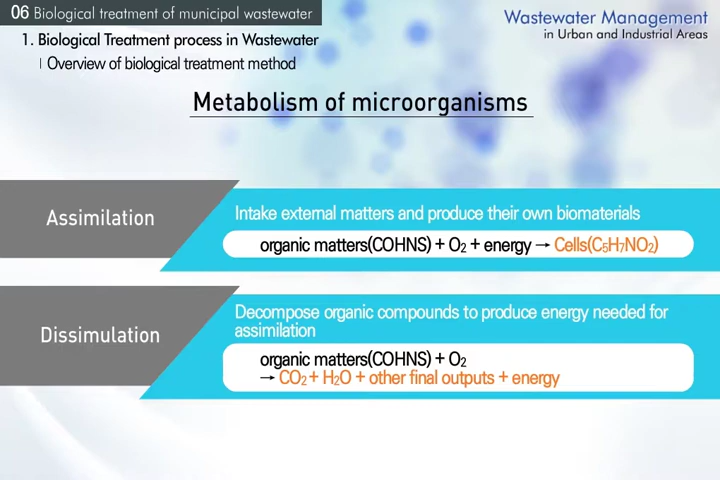 06 Biological treatment of municipal wastewater
Wastewater Management
in Urban and Industrial Areas
1. Biological Treatment process in Wastewater
| Overview of biological treatment method
Metabolism of microorganisms
Assimilation
Intake external matters and produce their own biomaterials
organic matters(COHNS) + O₂ + energy → Cells(C₅H₇NO₂)
Dissimulation
Decompose organic compounds to produce energy needed for
assimilation
organic matters(COHNS) + O₂
→ CO₂ + H₂O + other final outputs + energy